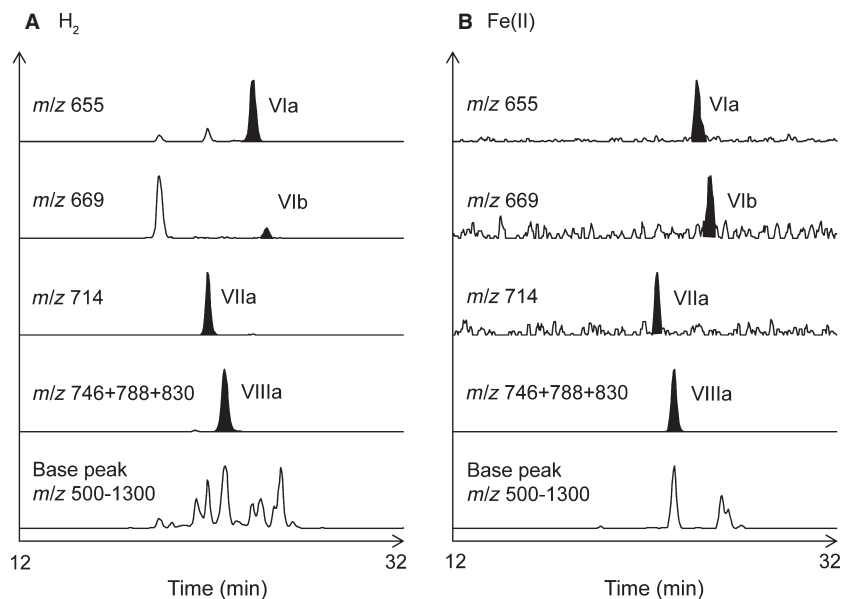 A H2
m/z 655
VIa
m/z 669
VIb
m/z 714
VIIa
m/z 746+788+830
VIIIa
Base peak
m/z 500-1300
12
32
Time (min)
B Fe(II)
m/z 655
VIa
m/z 669
VIb
m/z 714
VIIa
m/z 746+788+830
VIIIa
Base peak
m/z 500-1300
12
32
Time (min)